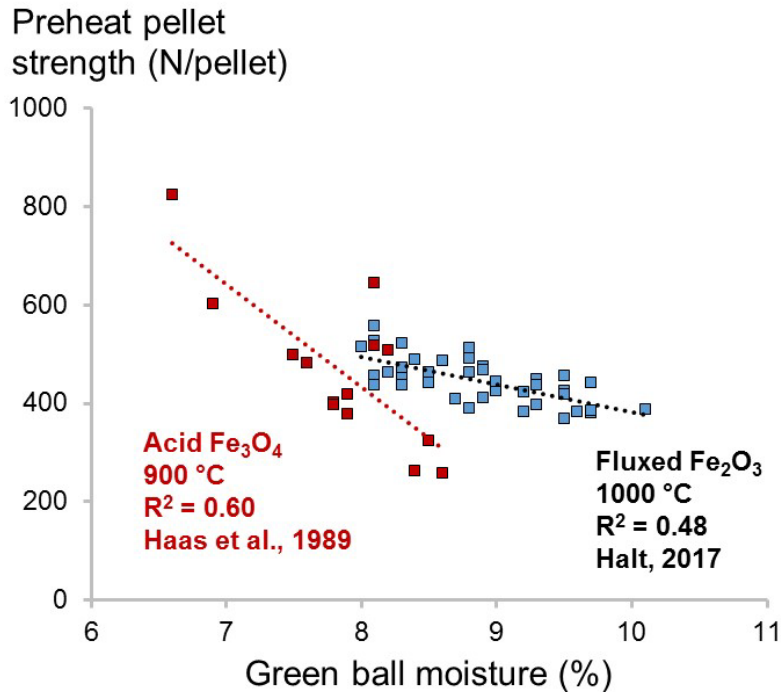 Preheat pellet
strength (N/pellet)
1000
800
600
400
200
0
6
7
8
9
10
11
Green ball moisture (%)
Acid Fe₃O₄
900 °C
R² = 0.60
Haas et al., 1989
Fluxed Fe₂O₃
1000 °C
R² = 0.48
Halt, 2017